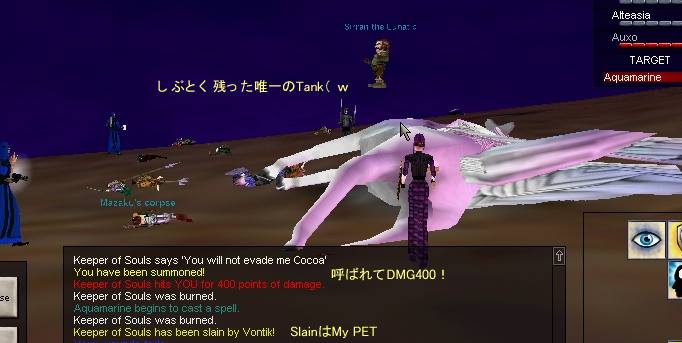 Sirran the Lunatic
Alteasia
Auxo
TARGET
Aquamarine
しぶとく残った唯一のTank( w
Mazaku's corpse
Keeper of Souls says 'You will not evade me Cocoa'
You have been summoned!
呼ばれてDMG400！
Keeper of Souls hits YOU for 400 points of damage.
Keeper of Souls was burned.
Aquamarine begins to cast a spell.
Keeper of Souls was burned.
Keeper of Souls has been slain by Vontik!
SlainはMy PET